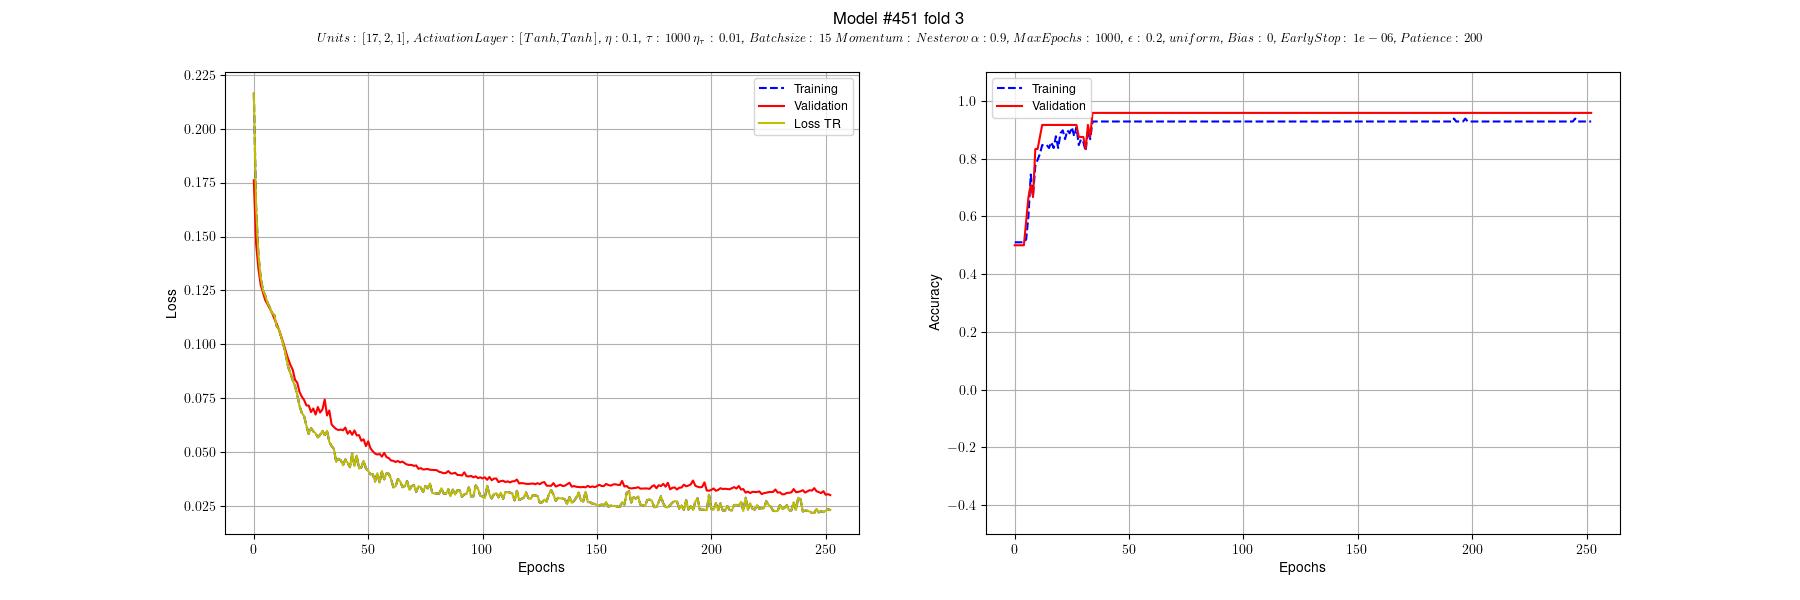 Model #451 fold 3
Units : [17, 2, 1], ActivationLayer : [Tanh, Tanh], η : 0.1, τ : 1000 ητ : 0.01, Batchsize : 15 Momentum : Nesterov α : 0.9, MaxEpochs : 1000, ϵ : 0.2, uniform, Bias : 0, EarlyStop : 1e − 06, Patience : 200
0.225
0.200
0.175
0.150
0.125
0.100
0.075
0.050
0.025
Loss
Training
Validation
Loss TR
0 50 100 150 200 250
Epochs
1.0
0.8
0.6
0.4
0.2
0.0
−0.2
−0.4
Accuracy
Training
Validation
0 50 100 150 200 250
Epochs